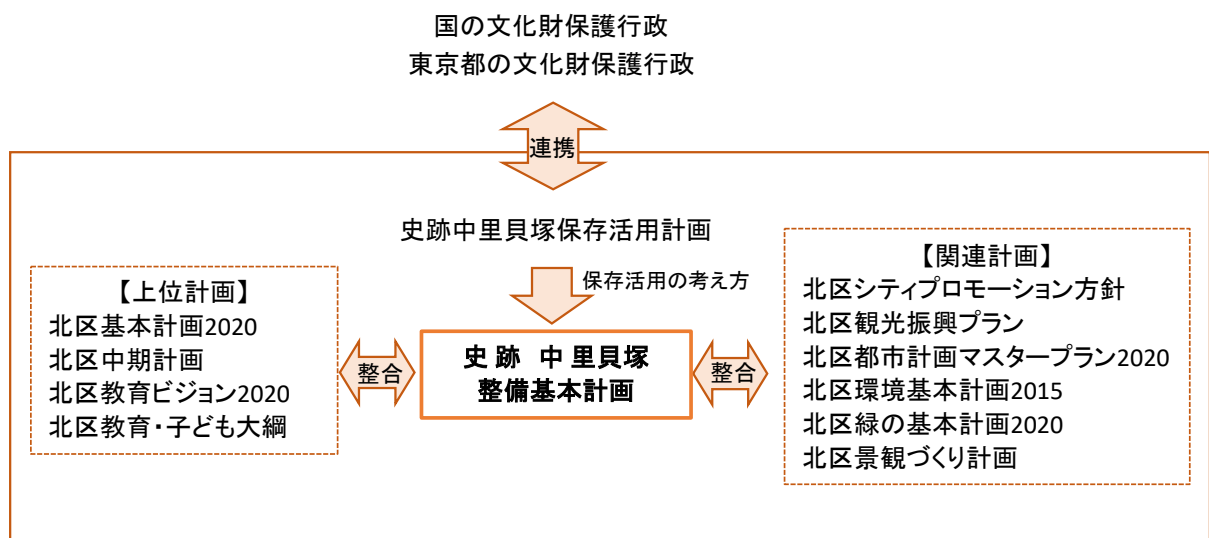 国の文化財保護行政
東京都の文化財保護行政
連携
史跡中里貝塚保存活用計画
保存活用の考え方
【上位計画】
北区基本計画2020
北区中期計画
北区教育ビジョン2020
北区教育・子ども大綱
整合
史跡 中里貝塚
整備基本計画
整合
【関連計画】
北区シティプロモーション方針
北区観光振興プラン
北区都市計画マスタープラン2020
北区環境基本計画2015
北区緑の基本計画2020
北区景観づくり計画